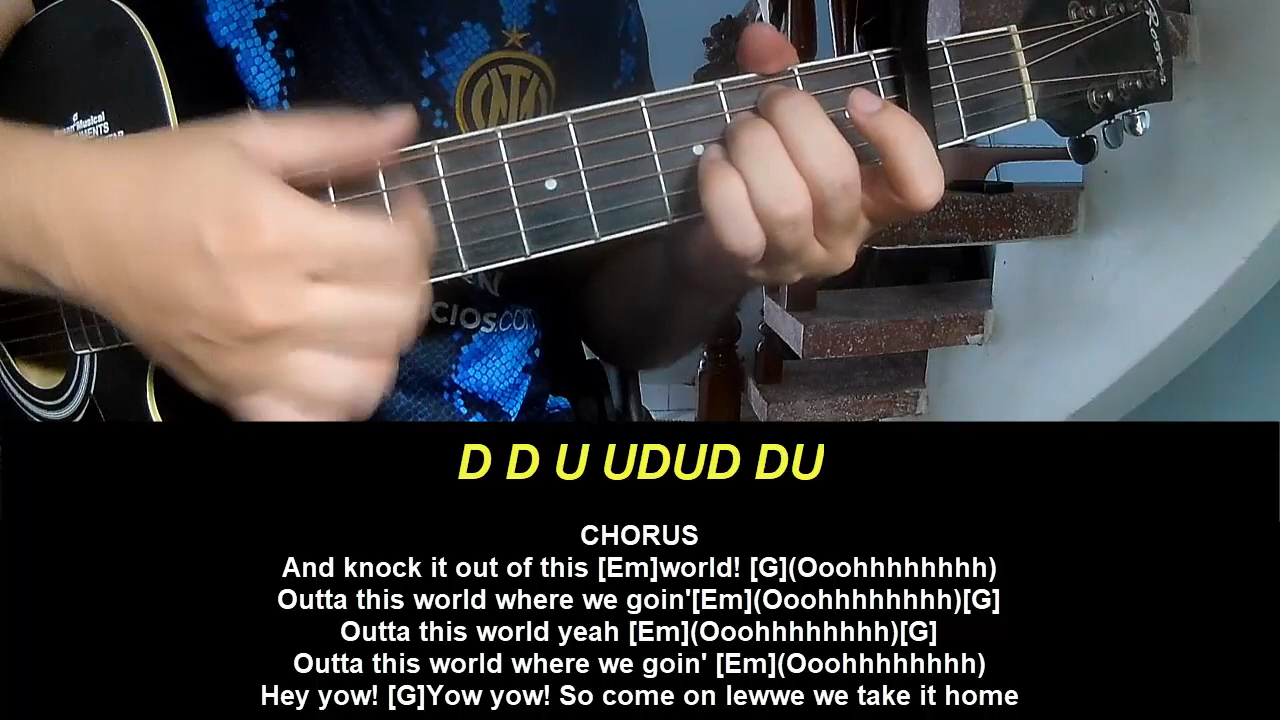 CIOS.CO
D D U UDUD DU
CHORUS
And knock it out of this [Em]world! [G](Ooohhhhhhhhh)
Outta this world where we goin'[Em](Ooohhhhhhhhh)[G]
Outta this world yeah [Em](Ooohhhhhhhhh)[G]
Outta this world where we goin' [Em](Ooohhhhhhhhh)
Hey yow! [G]Yow yow! So come on lewwe we take it home